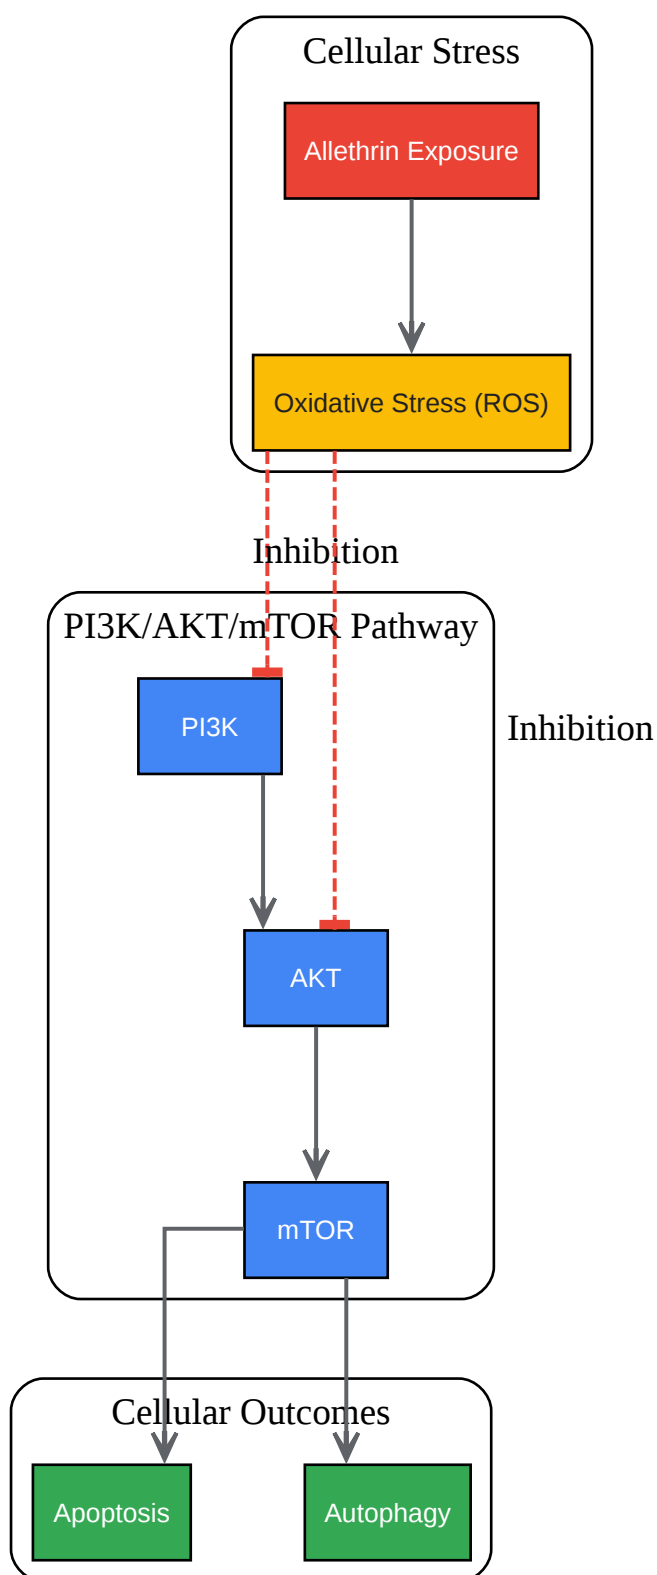 Cellular Stress
Allethrin Exposure
Oxidative Stress (ROS)
Inhibition
PI3K/AKT/mTOR Pathway
PI3K
Inhibition
AKT
mTOR
Cellular Outcomes
Apoptosis
Autophagy